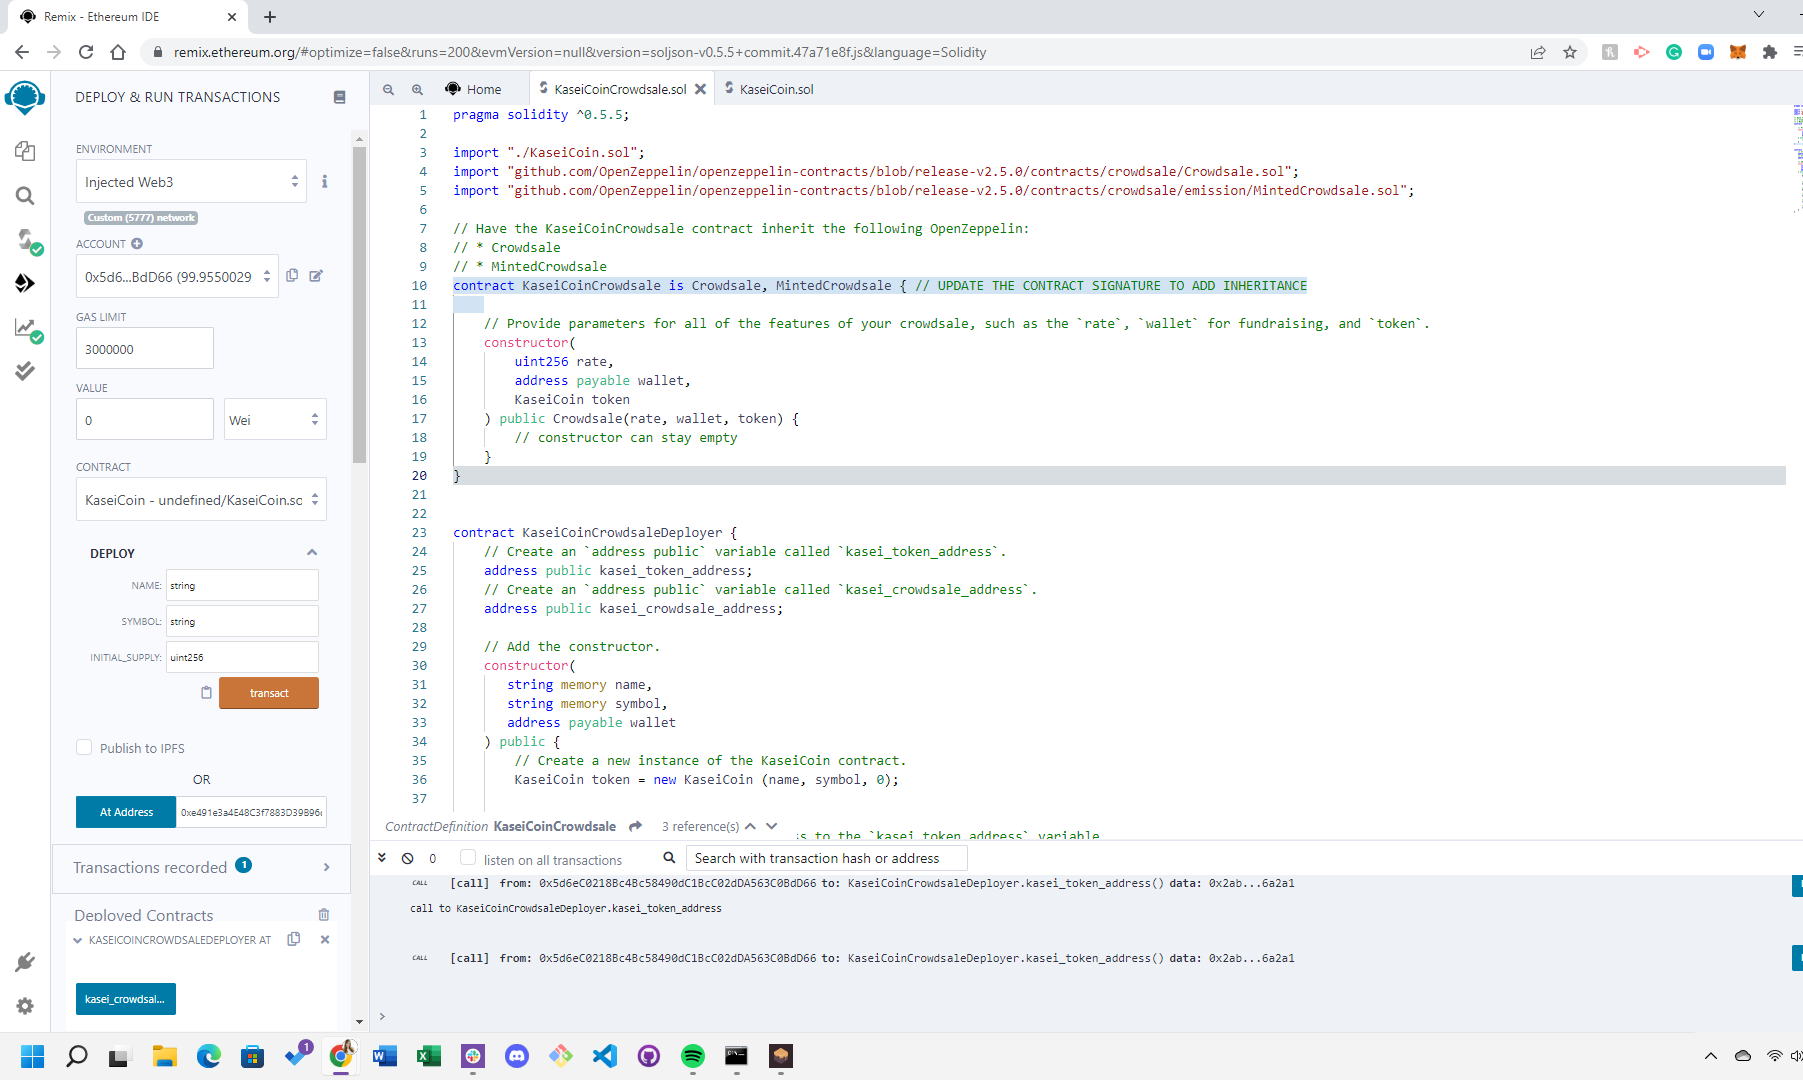 Remix - Ethereum IDE
remix.ethereum.org/#optimize=false&runs=200&evmVersion=null&version=soljson-v0.5.5+commit.47a71e8f.js&language=Solidity
DEPLOY & RUN TRANSACTIONS
ENVIRONMENT
Injected Web3
Custom (5777) network
ACCOUNT
0x5d6...BdD66 (99.9550029
GAS LIMIT
3000000
VALUE
0
Wei
CONTRACT
KaseiCoin - undefined/KaseiCoin.sc
DEPLOY
NAME: string
SYMBOL: string
INITIAL_SUPPLY: uint256
transact
Publish to IPFS
OR
At Address
0xe491e3a4E48C3f7883D39B96
Transactions recorded 1
Deployed Contracts
KASEICOINCROWDSALEDEPLOYER AT
kasei_crowdsal...
Home
KaseiCoinCrowdsale.sol
KaseiCoin.sol
1 pragma solidity ^0.5.5;
2
3 import "./KaseiCoin.sol";
4 import "github.com/OpenZeppelin/openzeppelin-contracts/blob/release-v2.5.0/contracts/crowdsale/Crowdsale.sol";
5 import "github.com/OpenZeppelin/openzeppelin-contracts/blob/release-v2.5.0/contracts/crowdsale/emission/MintedCrowdsale.sol";
6
7 // Have the KaseiCoinCrowdsale contract inherit the following OpenZeppelin:
8 // * Crowdsale
9 // * MintedCrowdsale
10 contract KaseiCoinCrowdsale is Crowdsale, MintedCrowdsale { // UPDATE THE CONTRACT SIGNATURE TO ADD INHERITANCE
11
12 // Provide parameters for all of the features of your crowdsale, such as the `rate`, `wallet` for fundraising, and `token`.
13 constructor(
14 uint256 rate,
15 address payable wallet,
16 KaseiCoin token
17 ) public Crowdsale(rate, wallet, token) {
18 // constructor can stay empty
19 }
20 }
21
22
23 contract KaseiCoinCrowdsaleDeployer {
24 // Create an `address public` variable called `kasei_token_address`.
25 address public kasei_token_address;
26 // Create an `address public` variable called `kasei_crowdsale_address`.
27 address public kasei_crowdsale_address;
28
29 // Add the constructor.
30 constructor(
31 string memory name,
32 string memory symbol,
33 address payable wallet
34 ) public {
35 // Create a new instance of the KaseiCoin contract.
36 KaseiCoin token = new KaseiCoin (name, symbol, 0);
37
ContractDefinition KaseiCoinCrowdsale 3 reference(s)
ss to the `kasei_token_address` variable
0 listen on all transactions
Search with transaction hash or address
CALL [call] from: 0x5d6eC0218Bc4Bc58490dC1BcC02dDA563C0BdD66 to: KaseiCoinCrowdsaleDeployer.kasei_token_address() data: 0x2ab...6a2a1
call to KaseiCoinCrowdsaleDeployer.kasei_token_address
CALL [call] from: 0x5d6eC0218Bc4Bc58490dC1BcC02dDA563C0BdD66 to: KaseiCoinCrowdsaleDeployer.kasei_token_address() data: 0x2ab...6a2a1
>
1